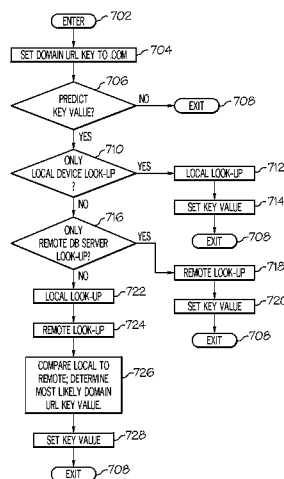 ENTER 702
SET DOMAIN URL KEY TO .COM 704
706
PREDICT
KEY VALUE?
NO
EXIT 708
YES
710
ONLY
LOCAL DEVICE LOOK-UP
?
YES
LOCAL LOOK-UP 712
SET KEY VALUE 714
EXIT 708
NO
716
ONLY
REMOTE DB SERVER
LOOK-UP?
YES
REMOTE LOOK-UP 718
SET KEY VALUE 720
EXIT 708
NO
LOCAL LOOK-UP 722
REMOTE LOOK-UP 724
COMPARE LOCAL TO
REMOTE; DETERMINE
MOST LIKELY DOMAIN
URL KEY VALUE.
726
SET KEY VALUE 728
EXIT 708